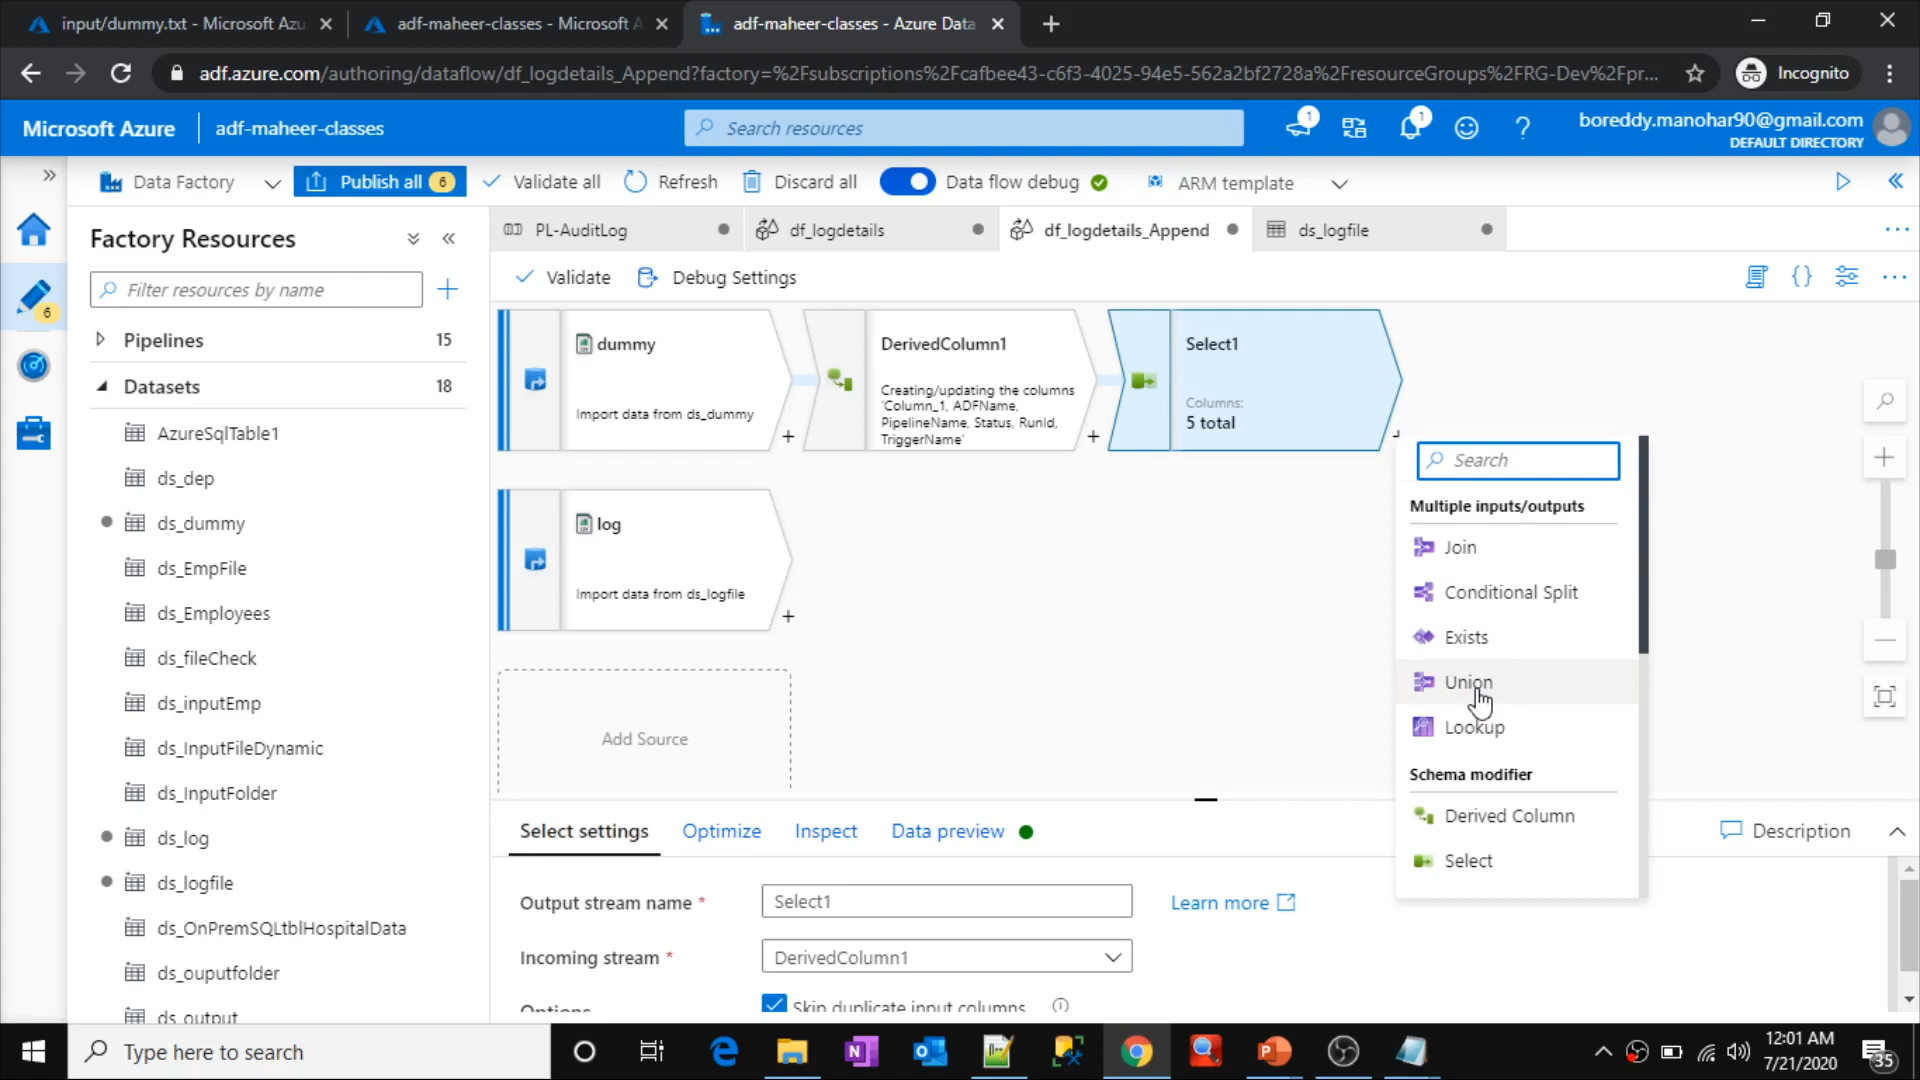 input/dummy.txt - Microsoft Azu
adf-maheer-classes - Microsoft A
adf-maheer-classes - Azure Data
adf.azure.com/authoring/dataflow/df_logdetails_Append?factory=%2Fsubscriptions%2Fcafbee43-c6f3-4025-94e5-562a2bf2728a%2FresourceGroups%2FRG-Dev%2Fpr...
Incognito
Microsoft Azure
adf-maheer-classes
Search resources
1
1
boreddy.manohar90@gmail.com
DEFAULT DIRECTORY
Data Factory
Publish all 6
Validate all
Refresh
Discard all
Data flow debug
ARM template
Factory Resources
PL-AuditLog
df_logdetails
df_logdetails_Append
ds_logfile
Validate
Debug Settings
Filter resources by name
6
Pipelines 15
Datasets 18
AzureSqlTable1
ds_dep
ds_dummy
ds_EmpFile
ds_Employees
ds_fileCheck
ds_inputEmp
ds_InputFileDynamic
ds_InputFolder
ds_log
ds_logfile
ds_OnPremSQLtblHospitalData
ds_ouputfolder
ds_output
dummy
Import data from ds_dummy
DerivedColumn1
Creating/updating the columns
'Column_1, ADFName,
PipelineName, Status, RunId,
TriggerName'
Select1
Columns:
5 total
log
Import data from ds_logfile
Add Source
Search
Multiple inputs/outputs
Join
Conditional Split
Exists
Union
Lookup
Schema modifier
Derived Column
Select
Select settings
Optimize
Inspect
Data preview
Description
Output stream name *
Select1
Learn more
Incoming stream *
DerivedColumn1
Options
Skip duplicate input columns
Type here to search
12:01 AM
7/21/2020
35